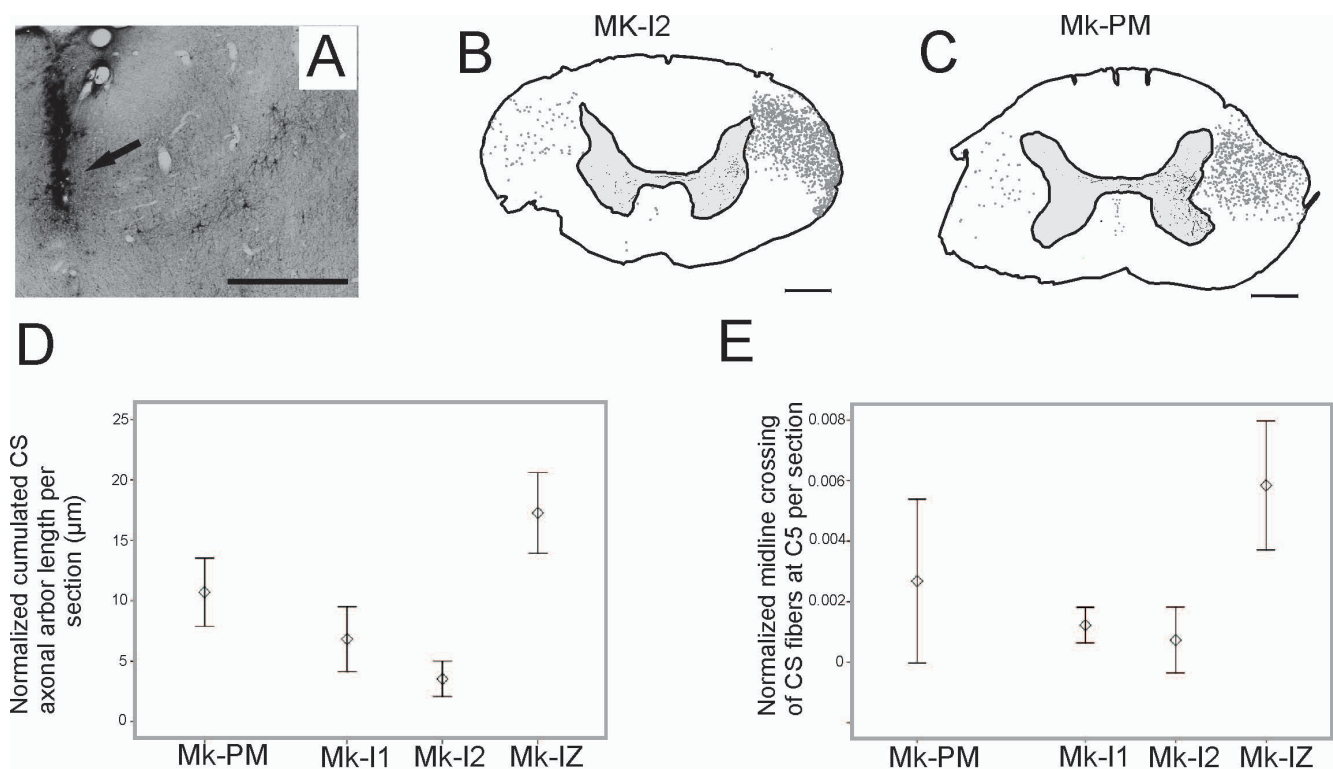 A
B
MK-I2
C
Mk-PM
D
Normalized cumulated CS
axonal arbor length per
section (µm)
25
20
15
10
5
0
Mk-PM Mk-I1 Mk-I2 Mk-IZ
E
Normalized midline crossing
of CS fibers at C5 per section
0.008
0.006
0.004
0.002
0
Mk-PM Mk-I1 Mk-I2 Mk-IZ